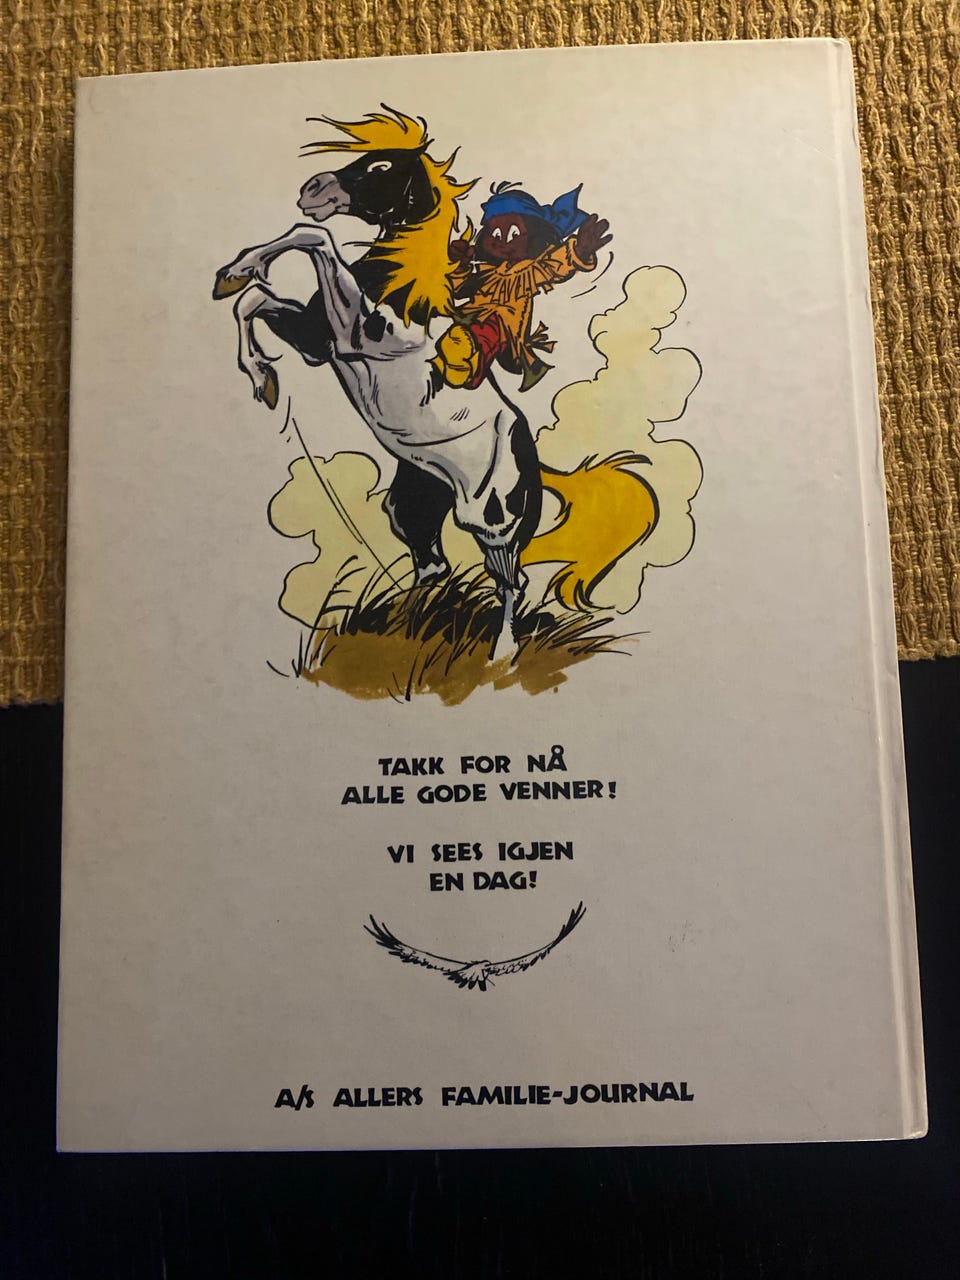 TAKK FOR NÅ
ALLE GODE VENNER!
VI SEES IGJEN
EN DAG!
A/S ALLERS FAMILIE-JOURNAL